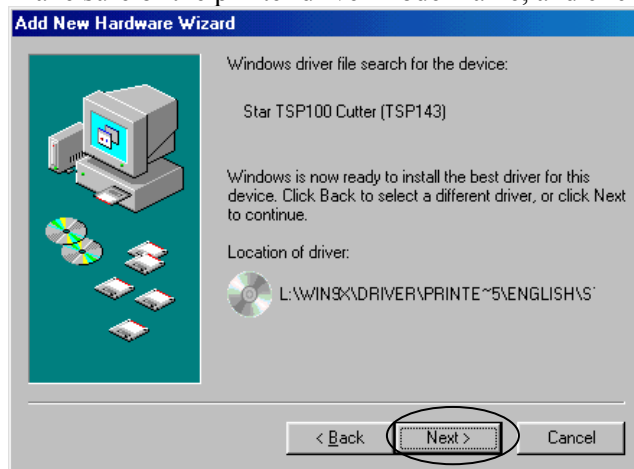 Add New Hardware Wizard
Windows driver file search for the device:
Star TSP100 Cutter (TSP143)
Windows is now ready to install the best driver for this
device. Click Back to select a different driver, or click Next
to continue.
Location of driver:
L:\WIN9X\DRIVER\PRINTE~5\ENGLISH\S
< Back
Next >
Cancel